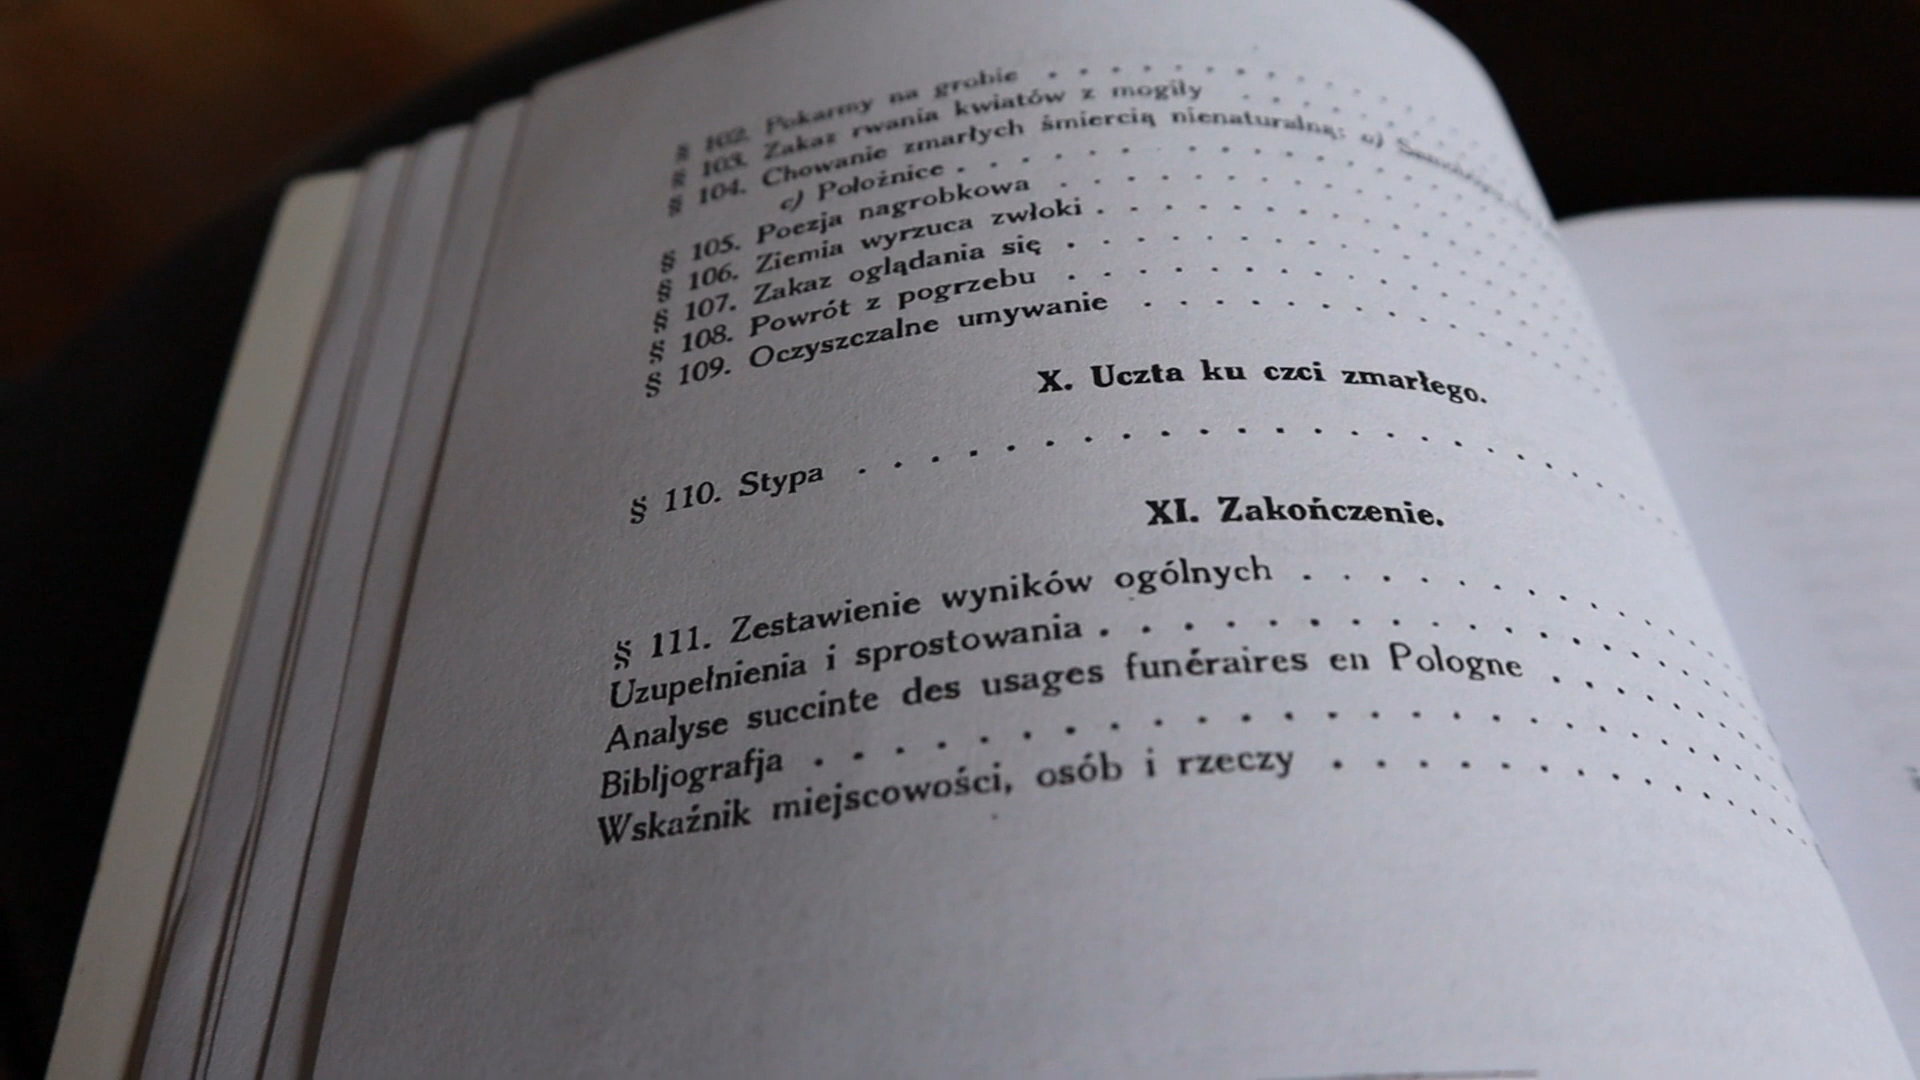 § 102. Pokarmy na grobie
§ 103. Zakaz rwania kwiatów z mogiły
§ 104. Chowanie zmarłych śmiercią nienaturalną: a)
c) Położnice
§ 105. Poezja nagrobkowa
§ 106. Ziemia wyrzuca zwłoki
§ 107. Zakaz oglądania się
§ 108. Powrót z pogrzebu
§ 109. Oczyszczalne umywanie
X. Uczta ku czci zmarłego.
§ 110. Stypa
XI. Zakończenie.
§ 111. Zestawienie wyników ogólnych
Uzupełnienia i sprostowania
Analyse succinte des usages funéraires en Pologne
Bibljografja
Wskaźnik miejscowości, osób i rzeczy